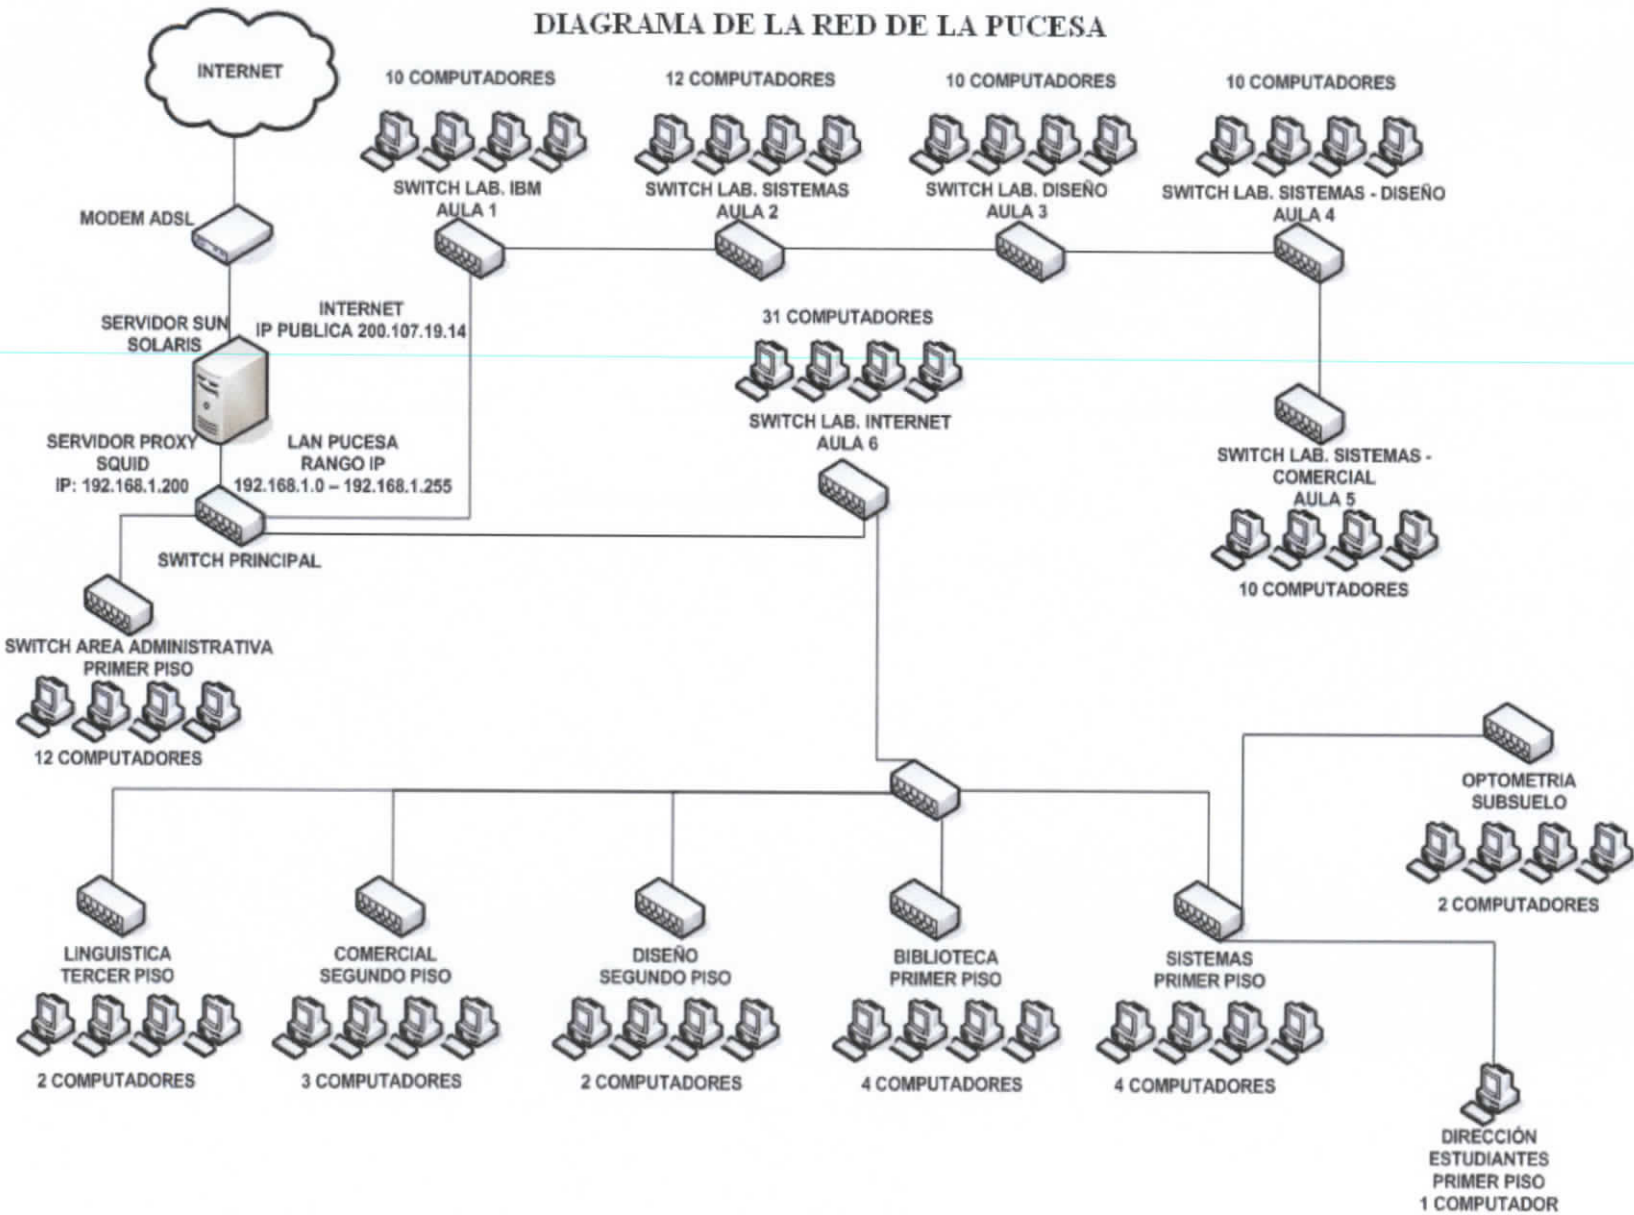 DIAGRAMA DE LA RED DE LA PUCESA
INTERNET
10 COMPUTADORES
12 COMPUTADORES
10 COMPUTADORES
10 COMPUTADORES
SWITCH LAB. IBM
AULA 1
SWITCH LAB. SISTEMAS
AULA 2
SWITCH LAB. DISEÑO
AULA 3
SWITCH LAB. SISTEMAS - DISEÑO
AULA 4
MODEM ADSL
SERVIDOR SUN
SOLARIS
INTERNET
IP PUBLICA 200.107.19.14
31 COMPUTADORES
SWITCH LAB. INTERNET
AULA 6
SERVIDOR PROXY
SQUID
IP: 192.168.1.200
LAN PUCESA
RANGO IP
192.168.1.0 – 192.168.1.255
SWITCH LAB. SISTEMAS -
COMERCIAL
AULA 5
10 COMPUTADORES
SWITCH PRINCIPAL
SWITCH AREA ADMINISTRATIVA
PRIMER PISO
12 COMPUTADORES
OPTOMETRIA
SUBSUELO
2 COMPUTADORES
LINGUISTICA
TERCER PISO
2 COMPUTADORES
COMERCIAL
SEGUNDO PISO
3 COMPUTADORES
DISEÑO
SEGUNDO PISO
2 COMPUTADORES
BIBLIOTECA
PRIMER PISO
4 COMPUTADORES
SISTEMAS
PRIMER PISO
4 COMPUTADORES
DIRECCIÓN
ESTUDIANTES
PRIMER PISO
1 COMPUTADOR